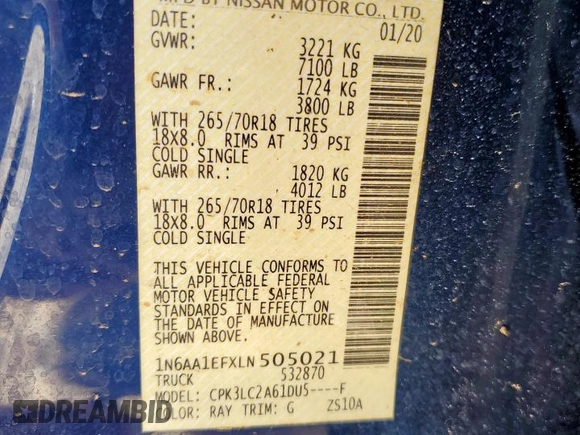 MFD BY NISSAN MOTOR CO., LTD.
DATE: 01/20
GVWR: 3221 KG
7100 LB
GAWR FR.: 1724 KG
3800 LB
WITH 265/70R18 TIRES
18X8.0 RIMS AT 39 PSI
COLD SINGLE
GAWR RR.: 1820 KG
4012 LB
WITH 265/70R18 TIRES
18X8.0 RIMS AT 39 PSI
COLD SINGLE
THIS VEHICLE CONFORMS TO
ALL APPLICABLE FEDERAL
MOTOR VEHICLE SAFETY
STANDARDS IN EFFECT ON
THE DATE OF MANUFACTURE
SHOWN ABOVE.
1N6AA1EFXLN505021
TRUCK 532870
MODEL: CPK3LC2A61DU5----F
COLOR: RAY TRIM: G ZS10A
DREAMBID